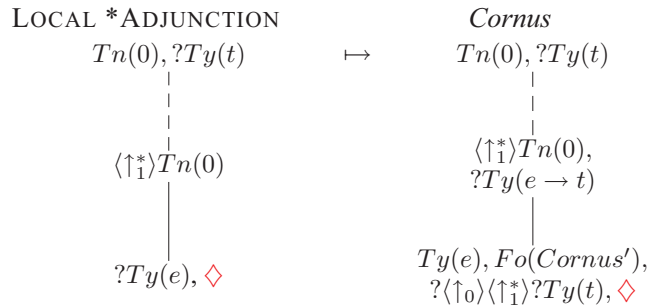 LOCAL *ADJUNCTION
Cornus
Tn(0), ?Ty(t)
↦
Tn(0), ?Ty(t)
⟨↑*₁⟩Tn(0)
⟨↑*₁⟩Tn(0),
?Ty(e → t)
?Ty(e), ♢
Ty(e), Fo(Cornus′),
?⟨↑₀⟩⟨↑*₁⟩?Ty(t), ♢